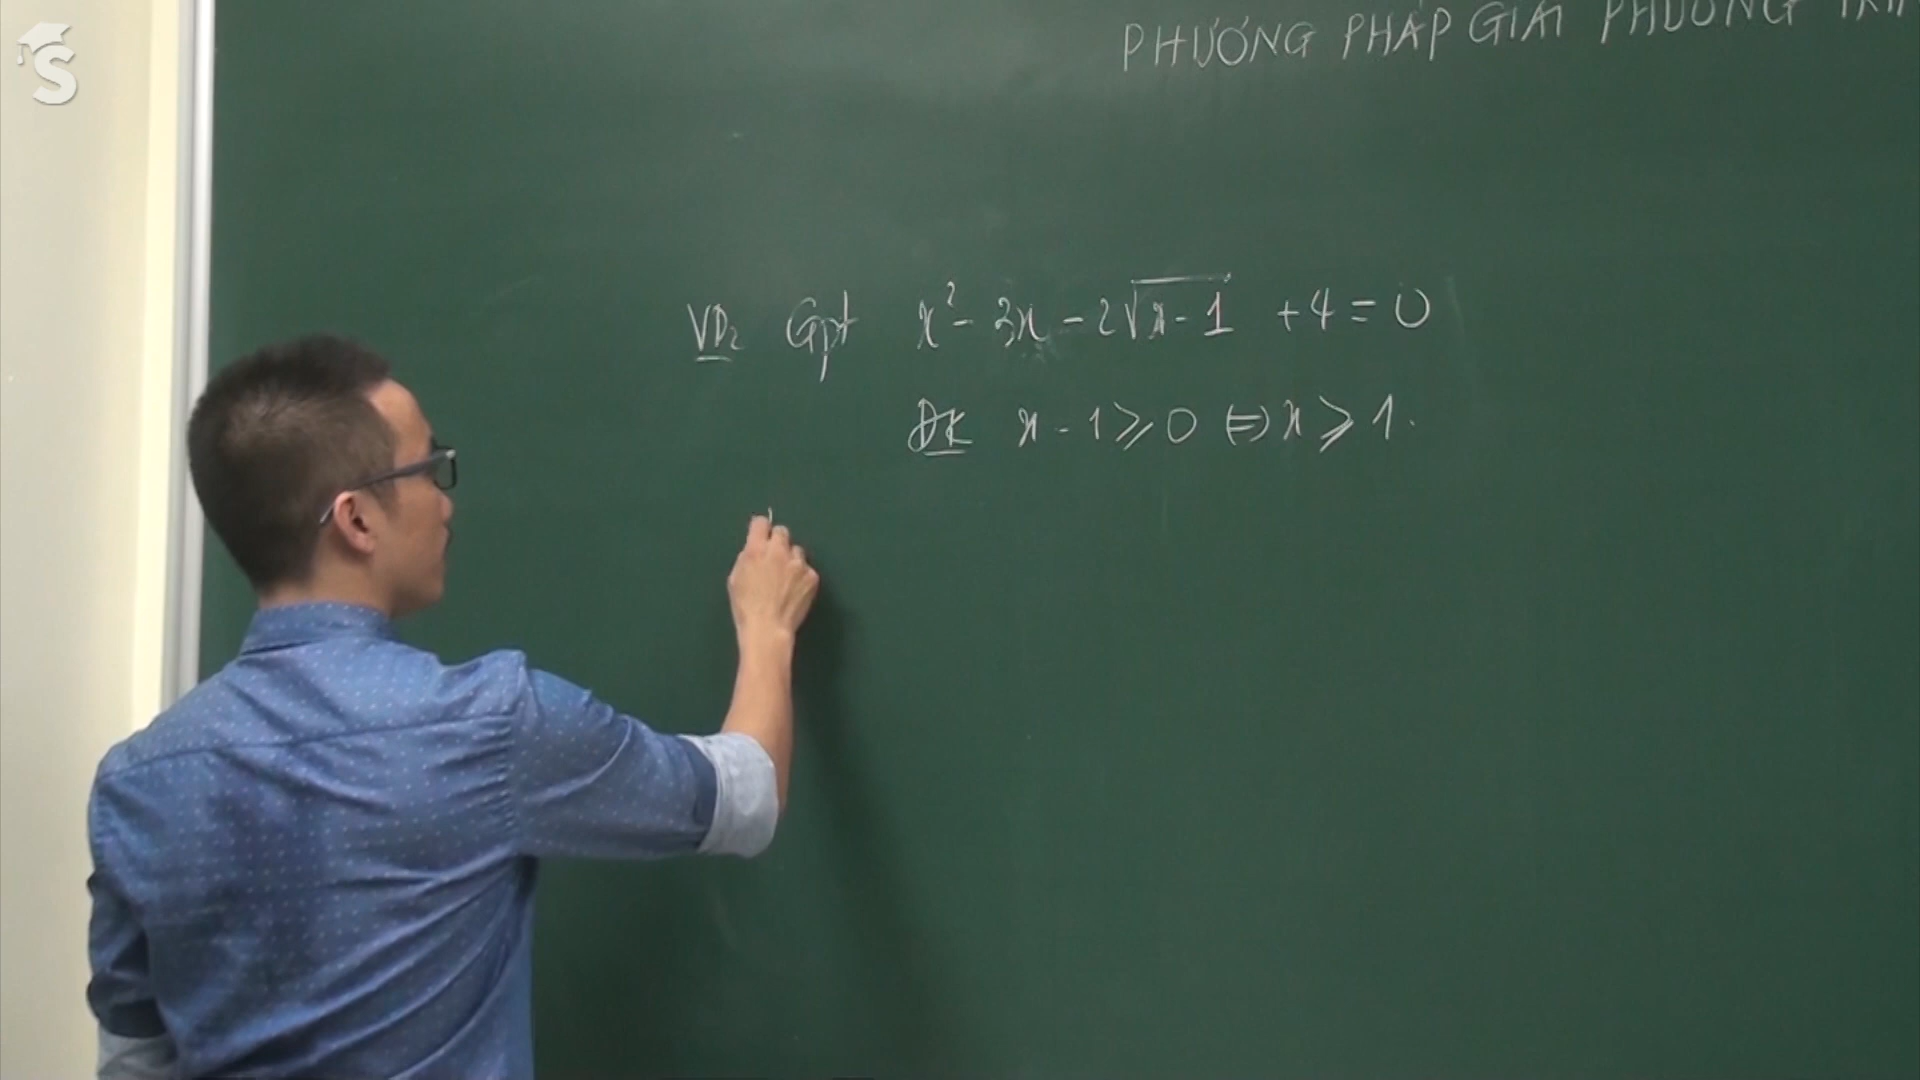 PHƯƠNG PHÁP GIẢI PHƯƠNG TRÌ
VD₂ Gpt x² - 3x - 2√(x-1) + 4 = 0
ĐK x - 1 ⩾ 0 ⇔ x ⩾ 1.